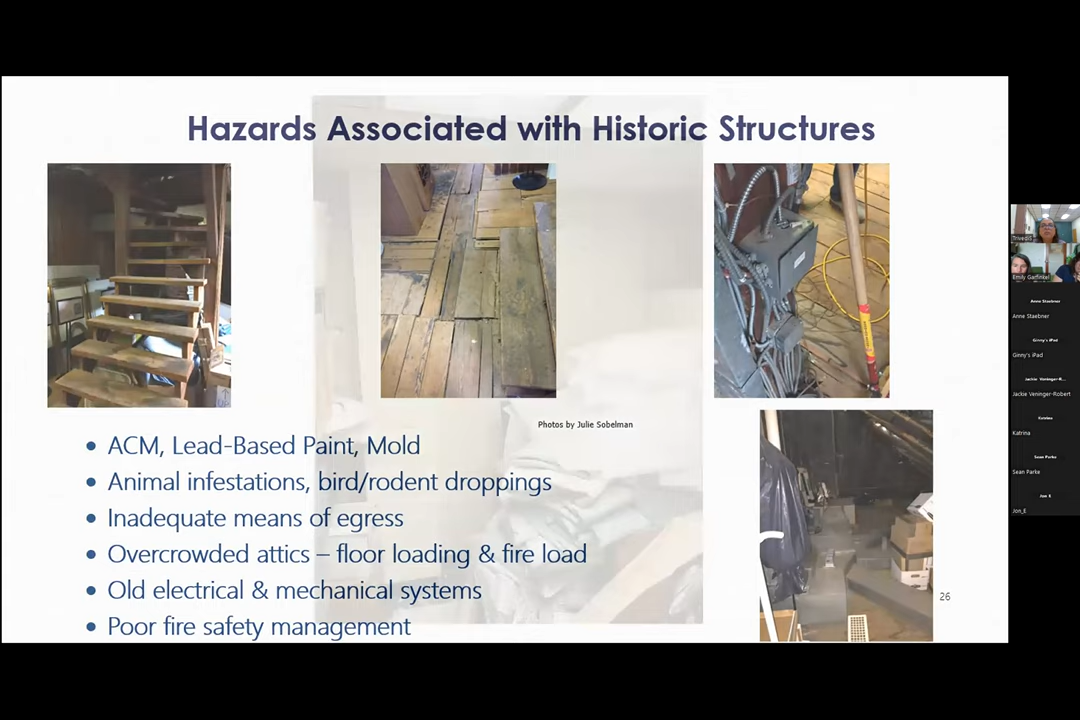 Hazards Associated with Historic Structures
Photos by Julie Sobelman
• ACM, Lead-Based Paint, Mold
• Animal infestations, bird/rodent droppings
• Inadequate means of egress
• Overcrowded attics – floor loading & fire load
• Old electrical & mechanical systems
• Poor fire safety management
26
Emily Garfinkel
Anne Staebner
Anne Staebner
Ginny's iPad
Ginny's iPad
Jackie Veninger-R...
Jackie Veninger-Robert
Katrina
Katrina
Sean Parke
Sean Parke
Jon E
Jon_E